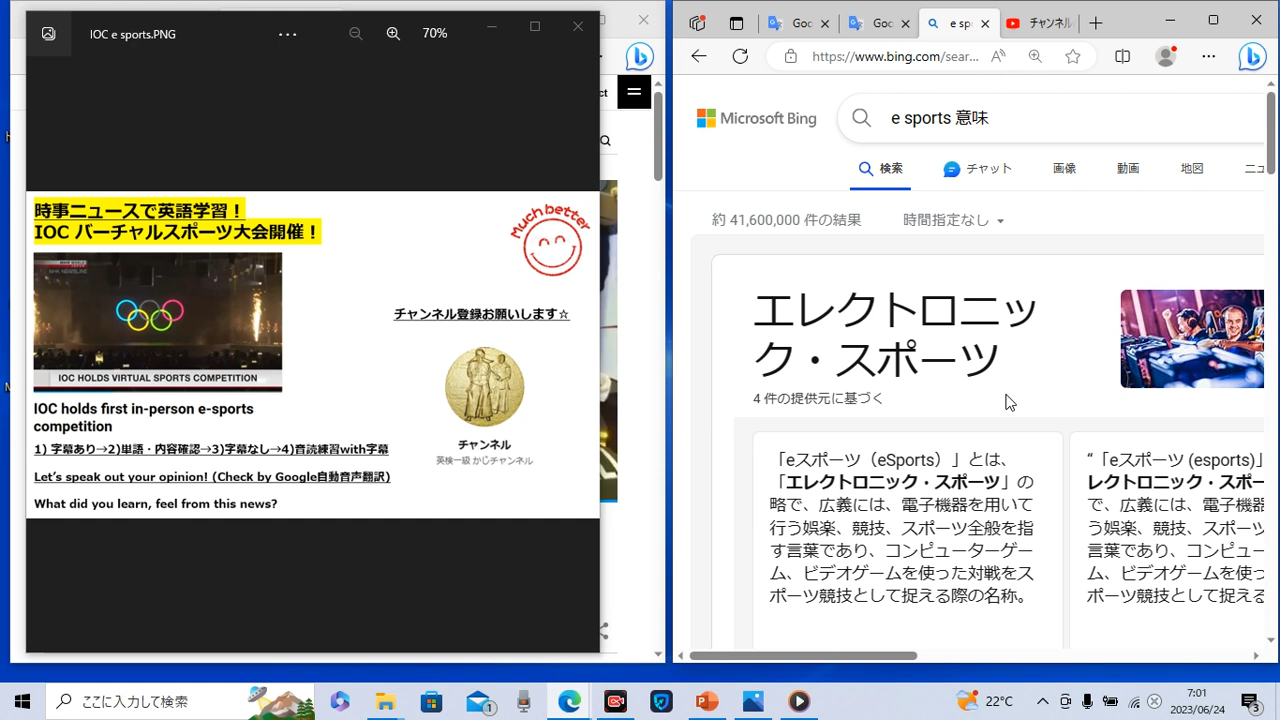 IOC e sports.PNG
70%
時事ニュースで英語学習！
IOC バーチャルスポーツ大会開催！
Much better
チャンネル登録お願いします☆
NHK WORLD
NHK NEWSLINE
IOC HOLDS VIRTUAL SPORTS COMPETITION
IOC holds first in-person e-sports
competition
1) 字幕あり→2)単語・内容確認→3)字幕なし→4)音読練習with字幕
Let's speak out your opinion! (Check by Google自動音声翻訳)
What did you learn, feel from this news?
チャンネル
英検一級 かじチャンネル
ct
Goc
Goc
e sp
チャンネル
https://www.bing.com/sear...
Microsoft Bing
e sports 意味
検索
チャット
画像
動画
地図
ニュ
約 41,600,000 件の結果
時間指定なし
エレクトロニッ
ク・スポーツ
4 件の提供元に基づく
「eスポーツ（eSports）」とは、
「エレクトロニック・スポーツ」の
略で、広義には、電子機器を用いて
行う娯楽、競技、スポーツ全般を指
す言葉であり、コンピューターゲー
ム、ビデオゲームを使った対戦をス
ポーツ競技として捉える際の名称。
“「eスポーツ (esports)」
レクトロニック・スポー
で、広義には、電子機器
う娯楽、競技、スポーツ
言葉であり、コンピュー
ム、ビデオゲームを使っ
ポーツ競技として捉える
ここに入力して検索
1
22°C
7:01
2023/06/24
3